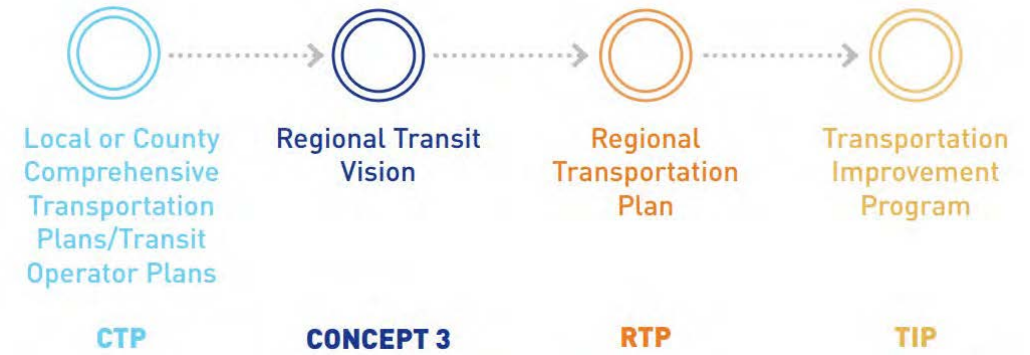 Local or County
Comprehensive
Transportation
Plans/Transit
Operator Plans
CTP
Regional Transit
Vision
CONCEPT 3
Regional
Transportation
Plan
RTP
Transportation
Improvement
Program
TIP